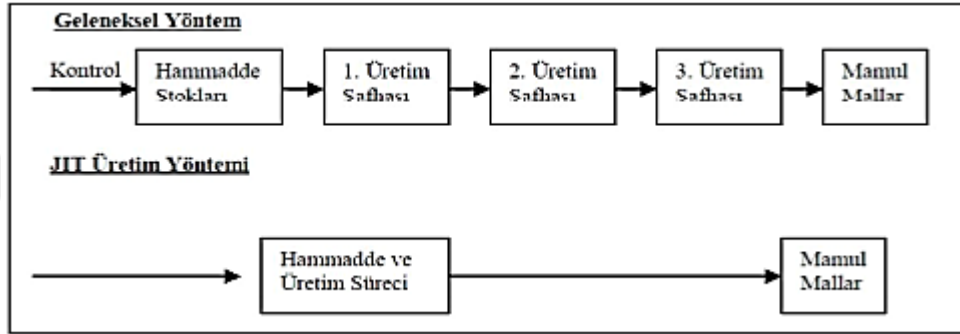 Geleneksel Yöntem
Kontrol
Hammadde
Stokları
1. Üretim
Safhası
2. Üretim
Safhası
3. Üretim
Safhası
Mamul
Mallar
JIT Üretim Yöntemi
Hammadde ve
Üretim Süreci
Mamul
Mallar